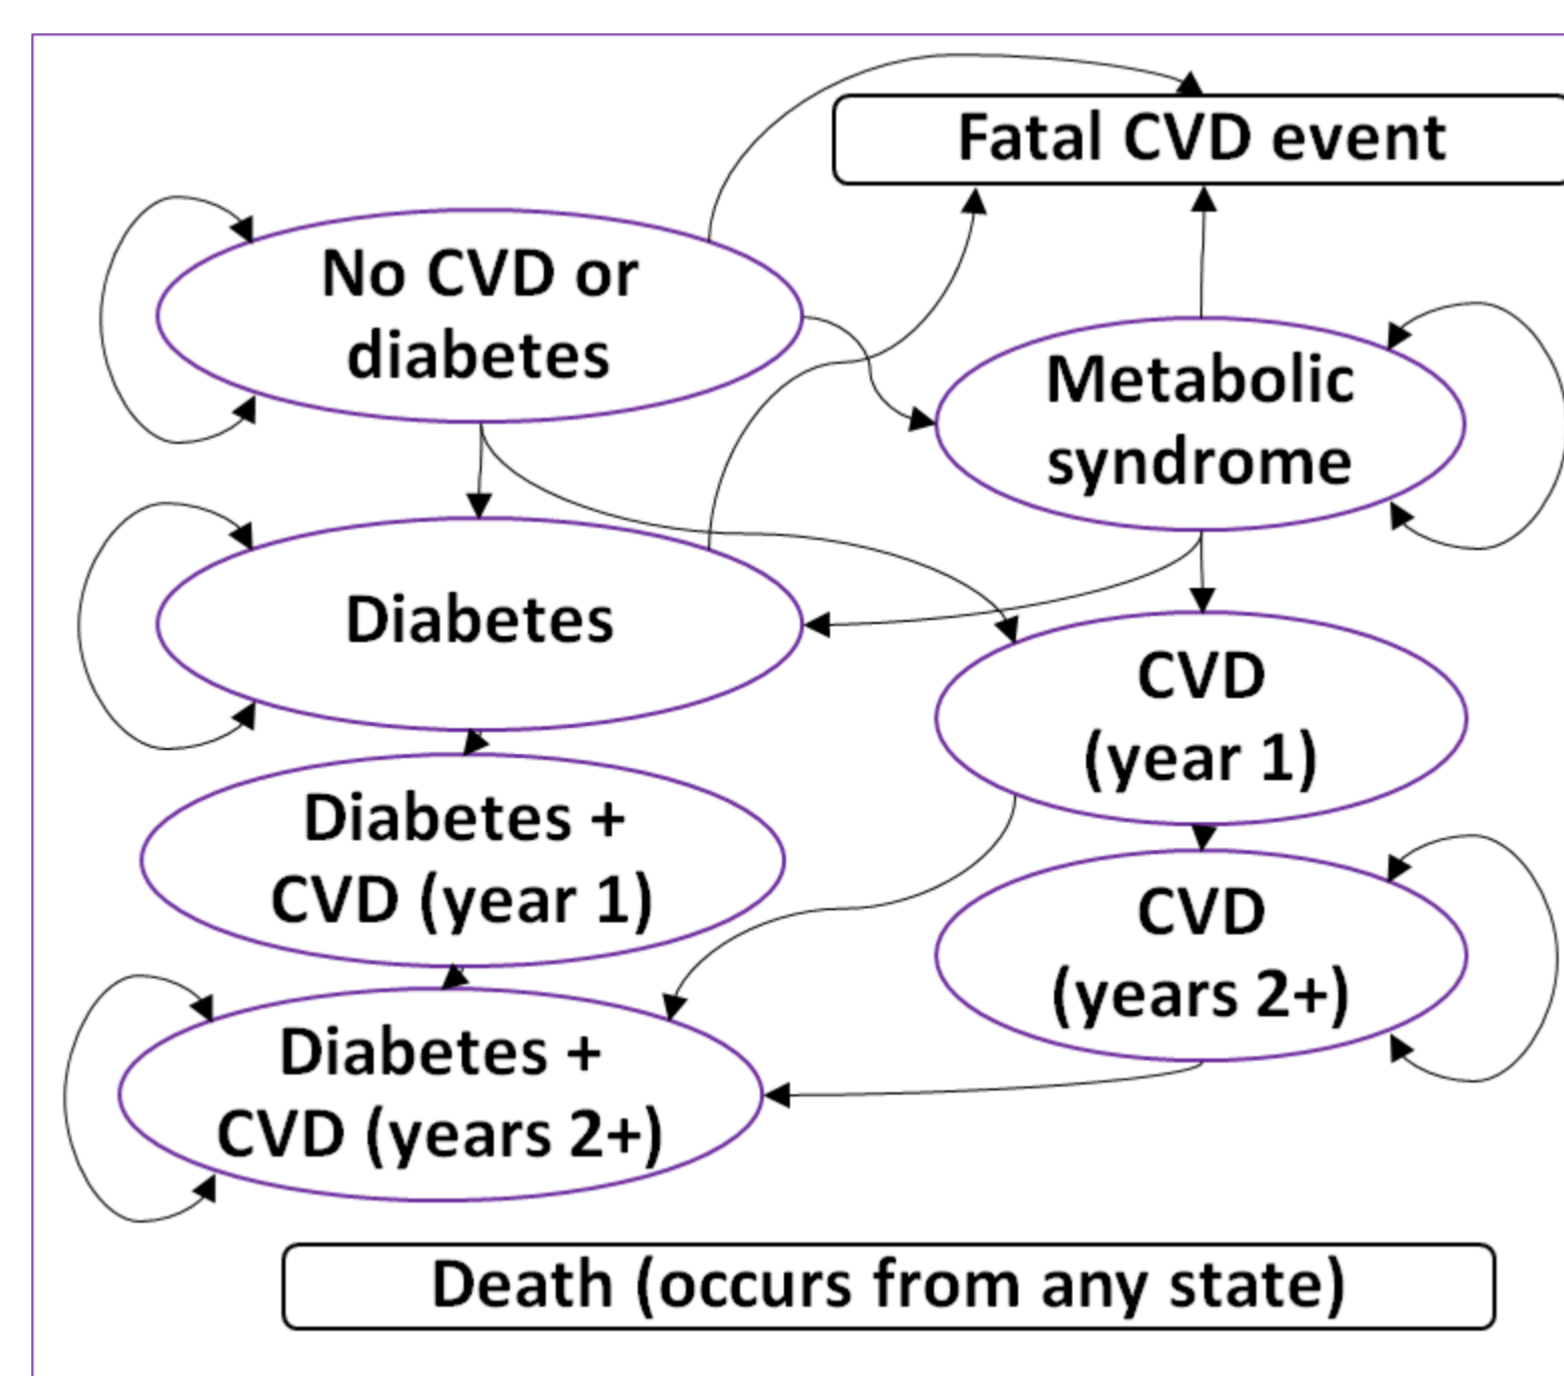 Fatal CVD event
No CVD or
diabetes
Metabolic
syndrome
Diabetes
CVD
(year 1)
Diabetes +
CVD (year 1)
CVD
(years 2+)
Diabetes +
CVD (years 2+)
Death (occurs from any state)